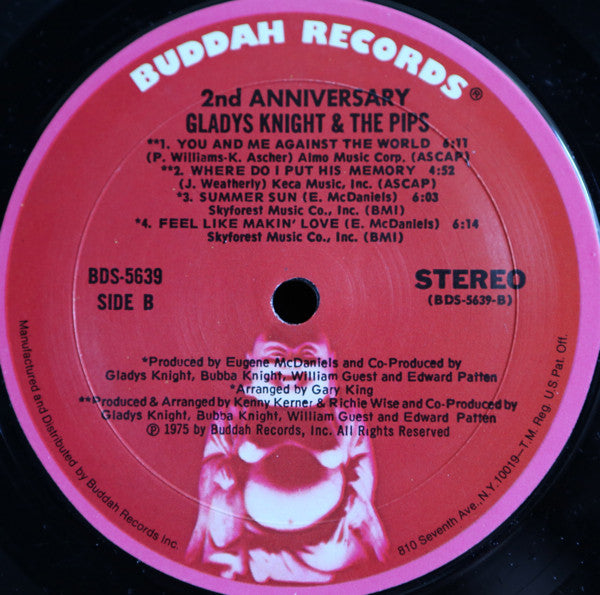 BUDDAH RECORDS®
2nd ANNIVERSARY
GLADYS KNIGHT & THE PIPS
**1. YOU AND ME AGAINST THE WORLD 6:11
(P. Williams-K. Ascher) Almo Music Corp. (ASCAP)
**2. WHERE DO I PUT HIS MEMORY 4:52
(J. Weatherly) Keca Music, Inc. (ASCAP)
*3. SUMMER SUN (E. McDaniels) 6:03
Skyforest Music Co., Inc. (BMI)
*4. FEEL LIKE MAKIN' LOVE (E. McDaniels) 6:14
Skyforest Music Co., Inc. (BMI)
BDS-5639
SIDE B
STEREO
(BDS-5639-B)
*Produced by Eugene McDaniels and Co-Produced by
Gladys Knight, Bubba Knight, William Guest and Edward Patten
*Arranged by Gary King
**Produced & Arranged by Kenny Kerner & Richie Wise and Co-Produced by
Gladys Knight, Bubba Knight, William Guest and Edward Patten
℗ 1975 by Buddah Records, Inc. All Rights Reserved
Manufactured and Distributed by Buddah Records Inc.
810 Seventh Ave., N.Y. 10019—T.M. Reg. U.S Pat. Off.